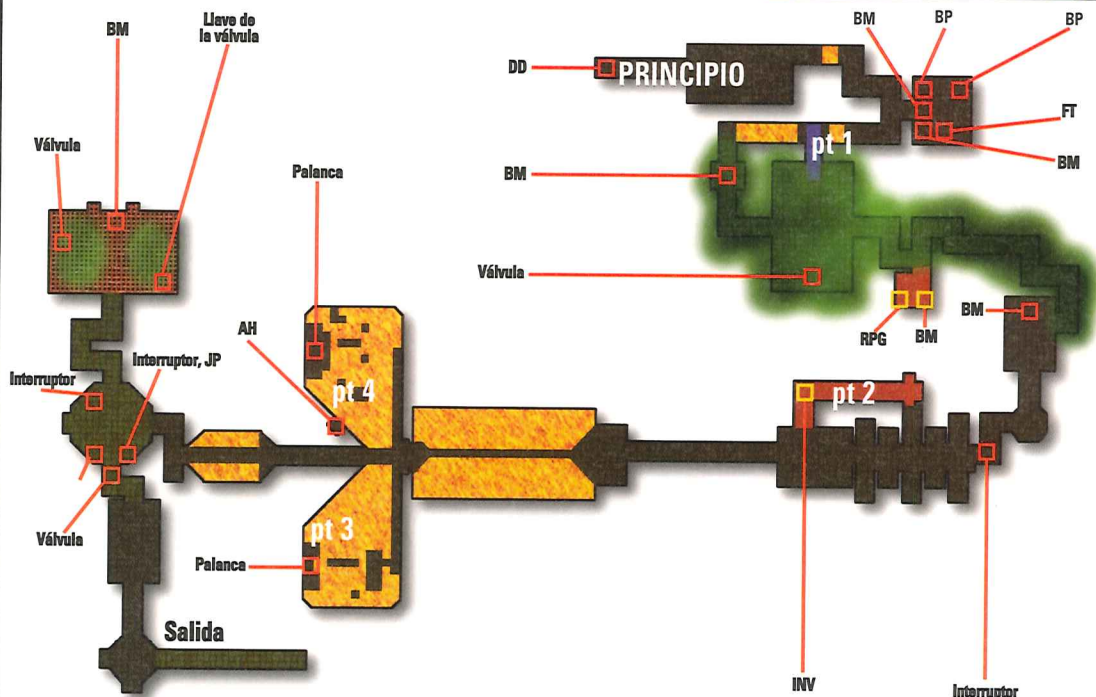 BM
Llave de
la válvula
Válvula
Palanca
AH
Interruptor, JP
Interruptor
pt 4
pt 3
Válvula
Palanca
Salida
DD
PRINCIPIO
BM
BP
BP
FT
BM
pt 1
BM
Válvula
RPG
BM
BM
pt 2
INV
Interruptor